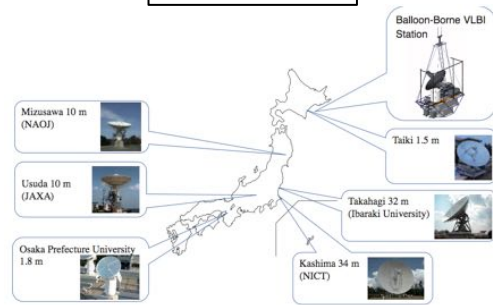 Balloon-Borne VLBI
Station
Mizusawa 10 m
(NAOJ)
Taiki 1.5 m
Usuda 10 m
(JAXA)
Takahagi 32 m
(Ibaraki University)
Osaka Prefecture University
1.8 m
Kashima 34 m
(NICT)